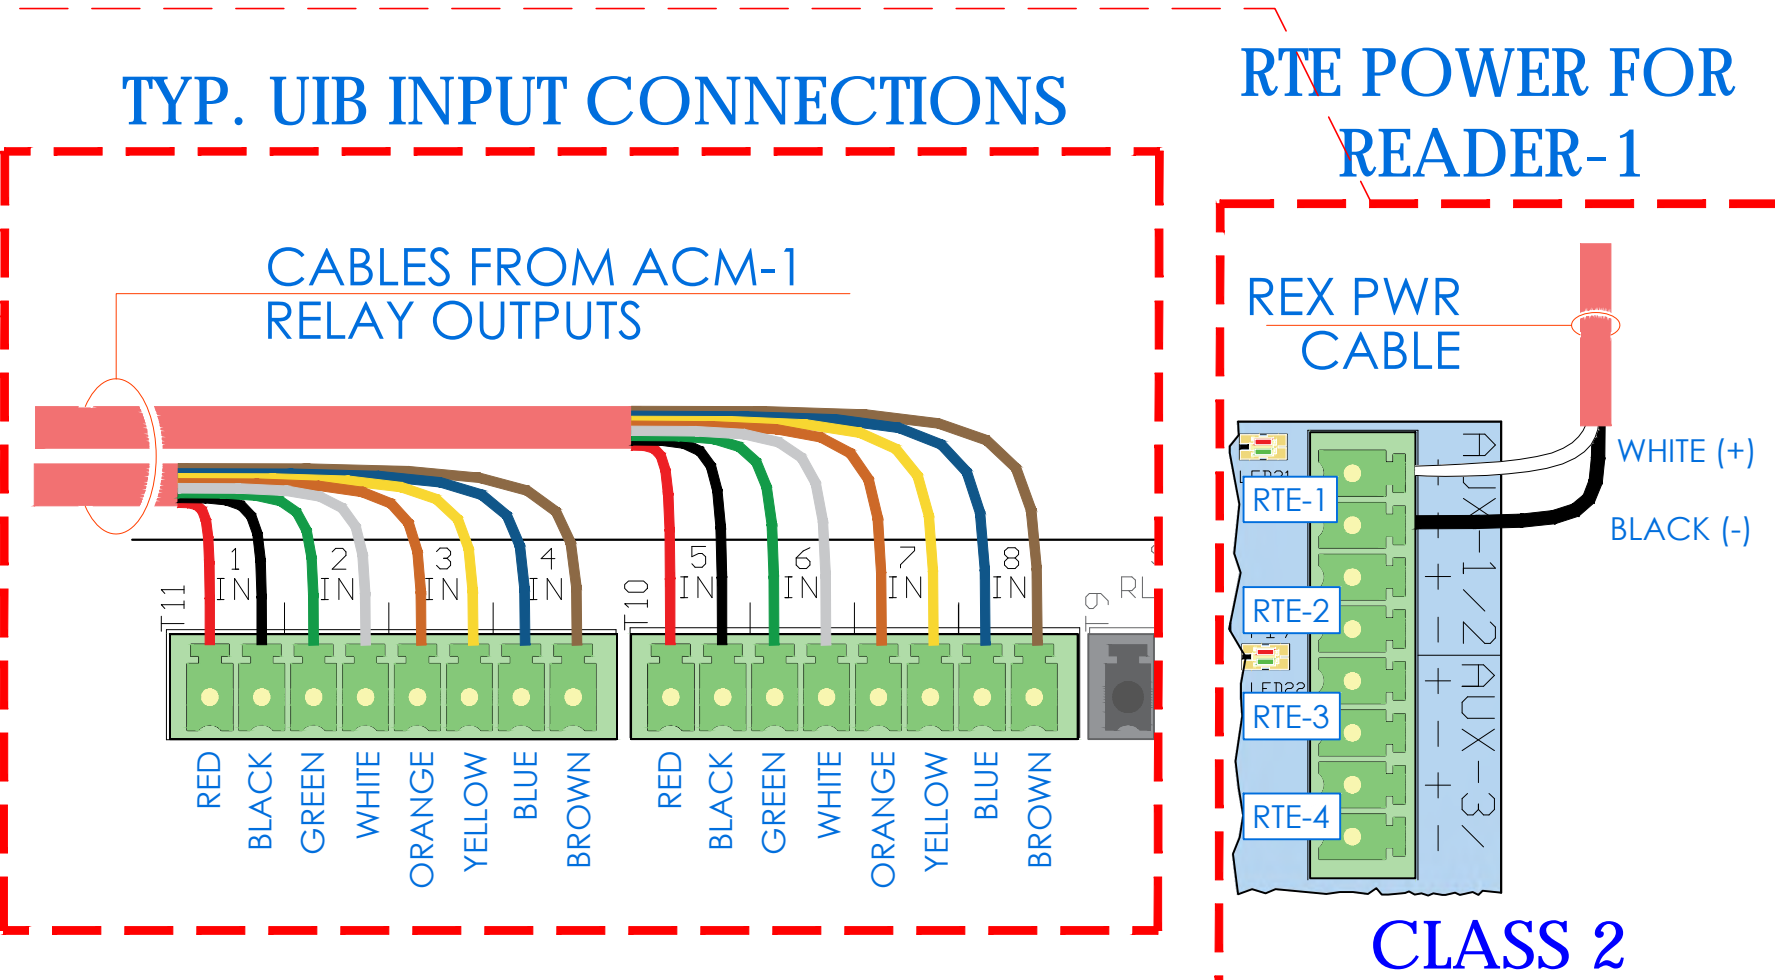 TYP. UIB INPUT CONNECTIONS
CABLES FROM ACM-1
RELAY OUTPUTS
1 2 3 4
IN IN IN IN
T11
5 6 7 8
IN IN IN IN
T10
T9
RL
RED BLACK GREEN WHITE ORANGE YELLOW BLUE BROWN
RED BLACK GREEN WHITE ORANGE YELLOW BLUE BROWN
RTE POWER FOR
READER-1
REX PWR
CABLE
WHITE (+)
BLACK (-)
RTE-1
RTE-2
LED22
RTE-3
RTE-4
AUX-1/2
AUX-3/
+
-
+
-
+
-
+
-
CLASS 2